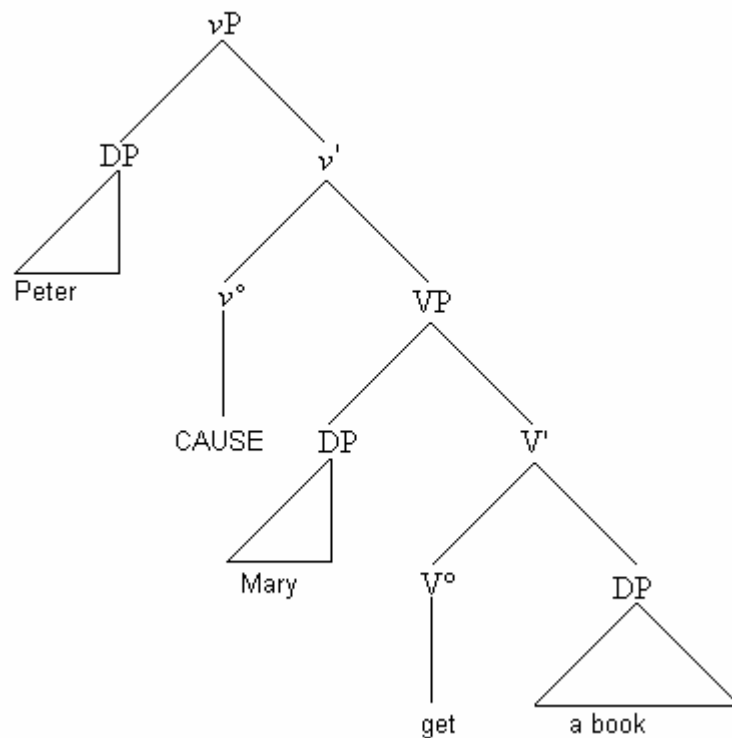 vP
DP v'
Peter v° VP
CAUSE DP V'
Mary V° DP
get a book